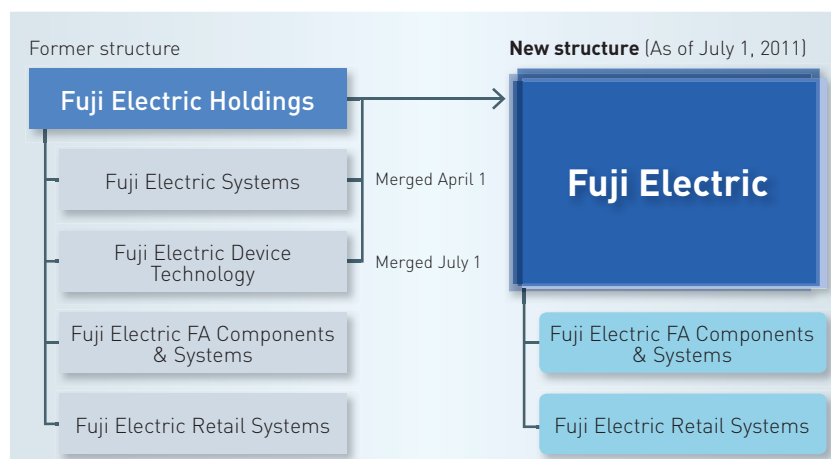 Former structure
Fuji Electric Holdings
Fuji Electric Systems
Merged April 1
Fuji Electric Device
Technology
Merged July 1
Fuji Electric FA Components
& Systems
Fuji Electric Retail Systems
New structure (As of July 1, 2011)
Fuji Electric
Fuji Electric FA Components
& Systems
Fuji Electric Retail Systems